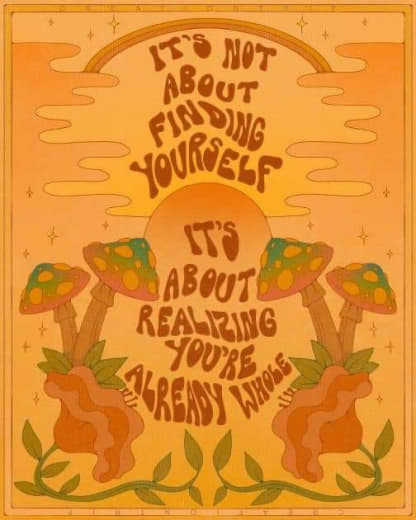 IT'S NOT
ABOUT
FINDING
YOURSELF
IT'S
ABOUT
REALIZING
YOU'RE
ALREADY WHOLE